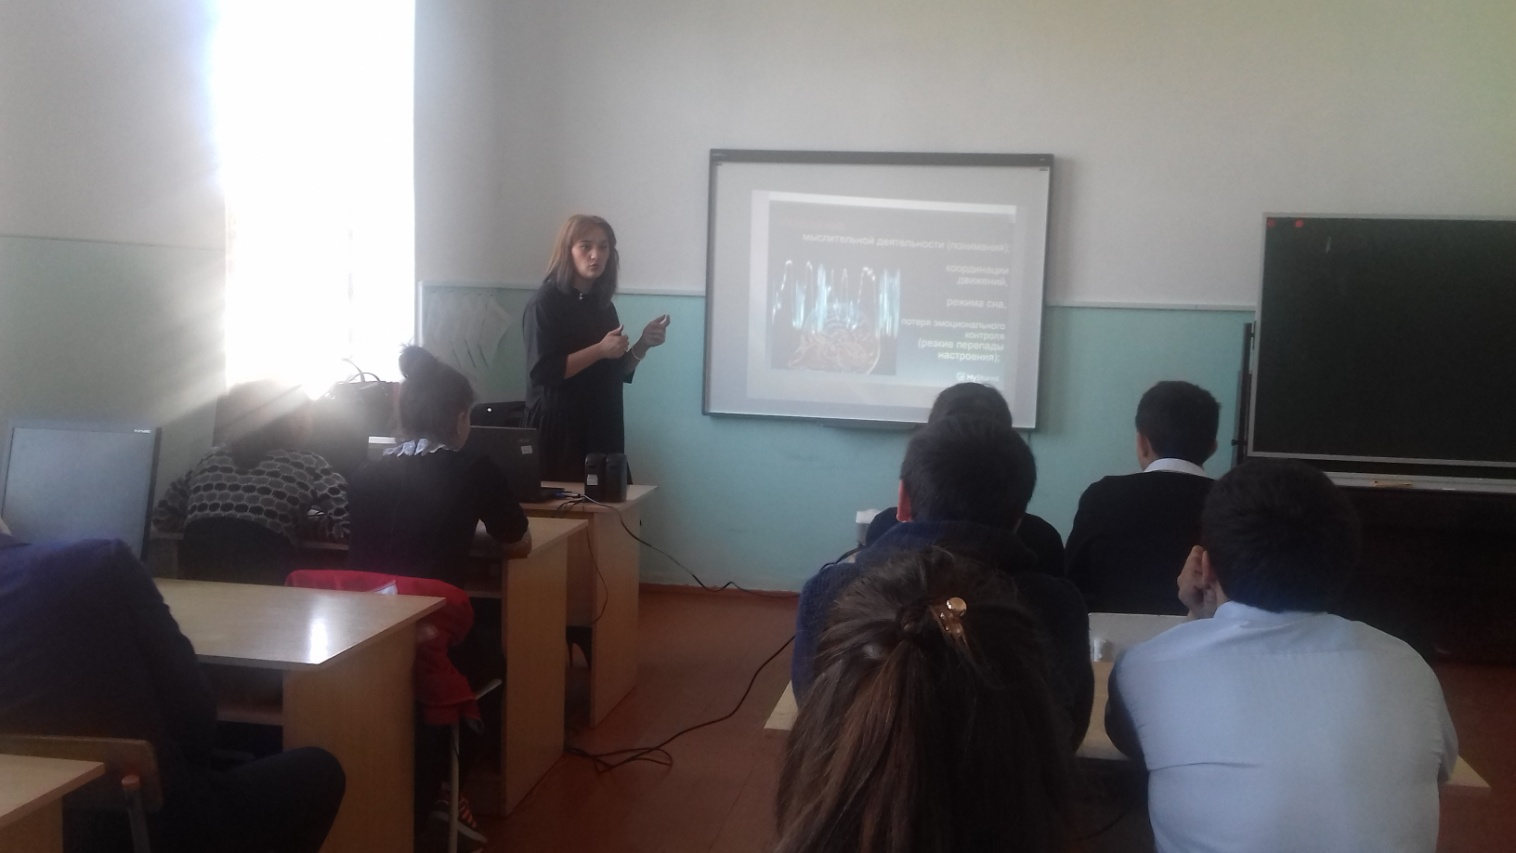 мыслительной деятельности (понимания),
координации
движений,
режима сна,
потеря эмоционального
контроля
(резкие перепады
настроения);